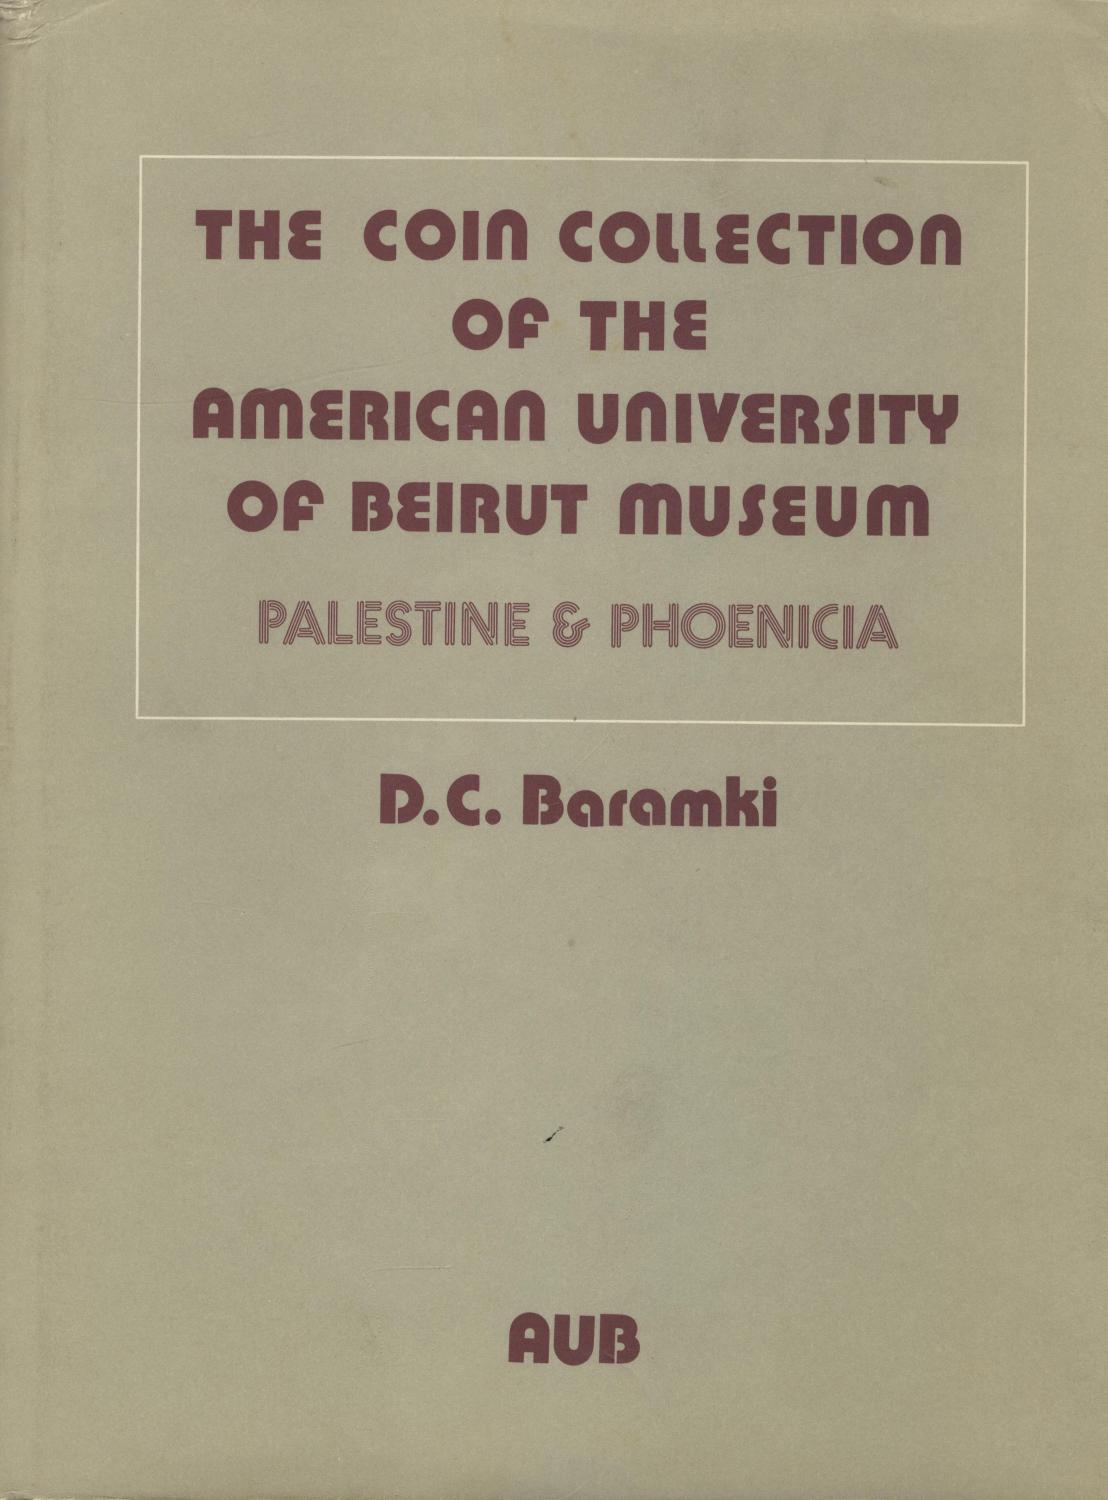 THE COIN COLLECTION
OF THE
AMERICAN UNIVERSITY
OF BEIRUT MUSEUM
PALESTINE & PHOENICIA
D.C. Baramki
AUB